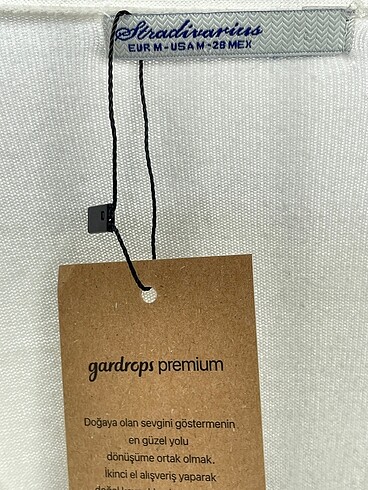 Stradivarius
EUR M - USA M - 28 MEX
gardrops premium
Doğaya olan sevgini göstermenin
en güzel yolu
dönüşüme ortak olmak.
İkinci el alışveriş yaparak